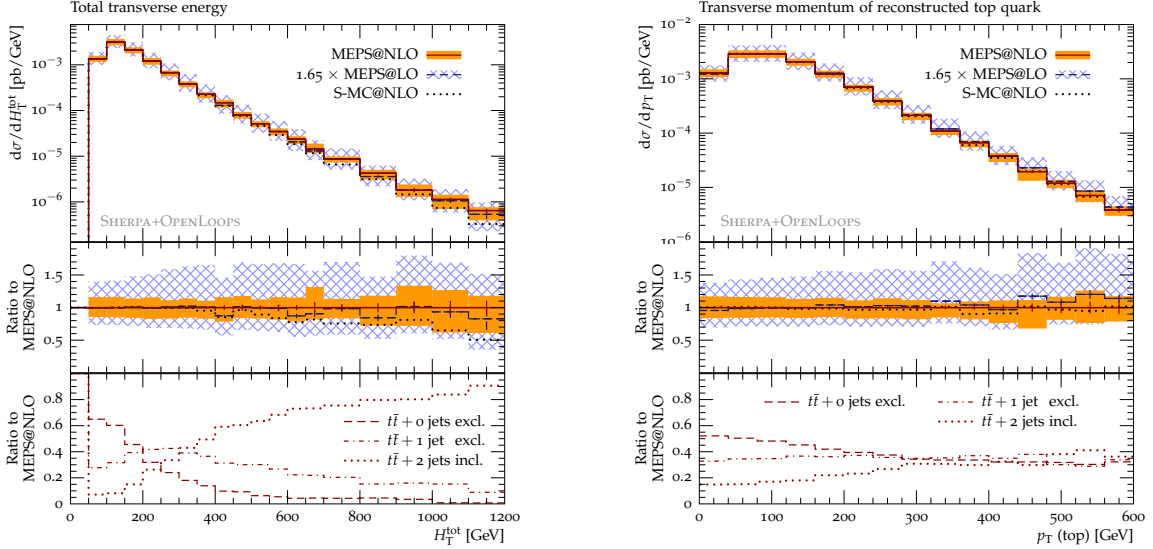 Total transverse energy
MEPS@NLO
1.65 × MEPS@LO
S-MC@NLO
dσ/dH_T^tot [pb/GeV]
10^-3
10^-4
10^-5
10^-6
SHERPA+OPENLOOPS
Ratio to
MEPS@NLO
1.5
1
0.5
Ratio to
MEPS@NLO
0.8
0.6
0.4
0.2
0
tt̄ + 0 jets excl.
tt̄ + 1 jet excl.
tt̄ + 2 jets incl.
0 200 400 600 800 1000 1200
H_T^tot [GeV]
Transverse momentum of reconstructed top quark
MEPS@NLO
1.65 × MEPS@LO
S-MC@NLO
dσ/dp_T [pb/GeV]
10^-2
10^-3
10^-4
10^-5
10^-6
SHERPA+OPENLOOPS
Ratio to
MEPS@NLO
1.5
1
0.5
Ratio to
MEPS@NLO
0.8
0.6
0.4
0.2
0
tt̄ + 0 jets excl.
tt̄ + 1 jet excl.
tt̄ + 2 jets incl.
0 100 200 300 400 500 600
p_T (top) [GeV]